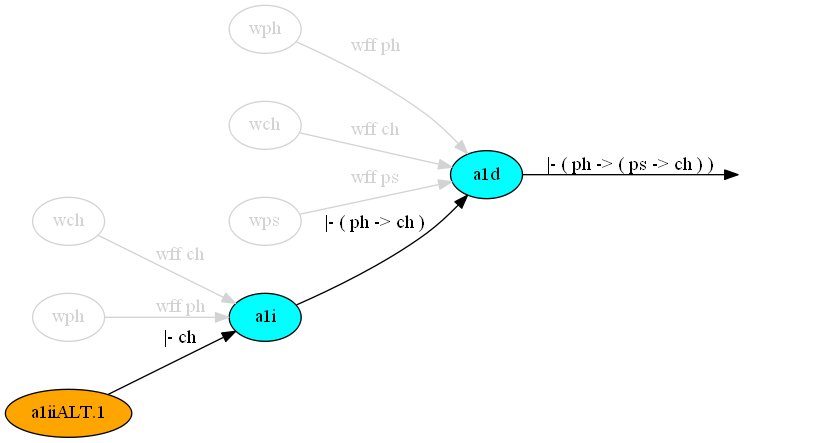 wph
wff ph
wch
wff ch
a1d
|- ( ph -> ( ps -> ch ) )
wff ps
wch
wps
|- ( ph -> ch )
wff ch
wph
wff ph
a1i
|- ch
a1iiALT.1